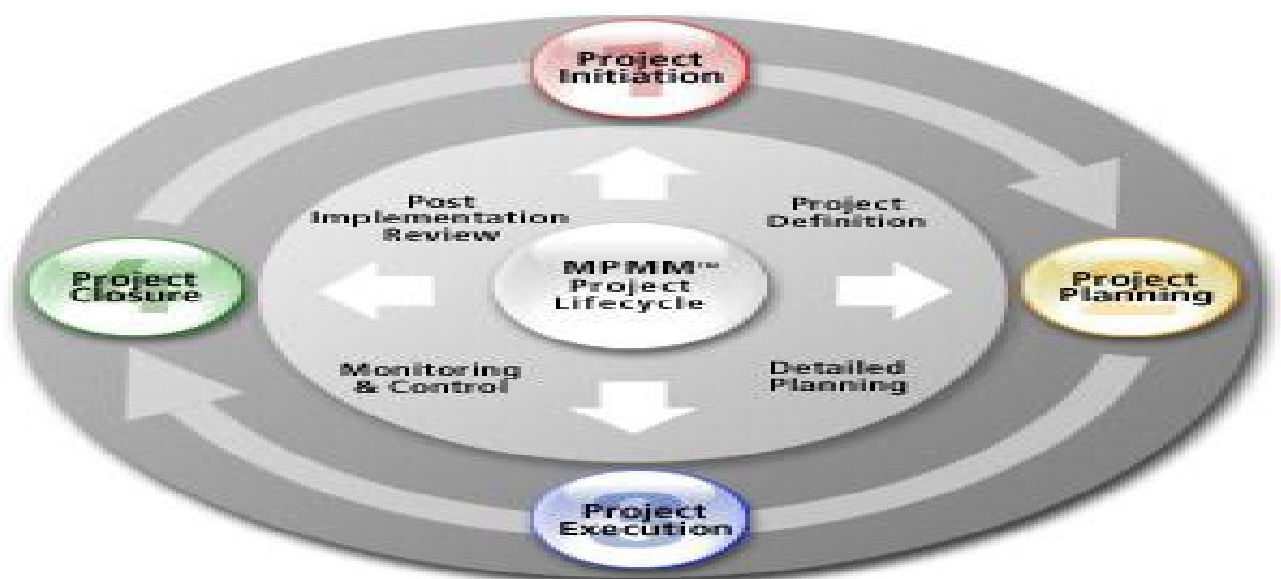 Project
Initiation
Post
Implementation
Review
Project
Definition
Project
Closure
MPMM™
Project
Lifecycle
Project
Planning
Monitoring
& Control
Detailed
Planning
Project
Execution